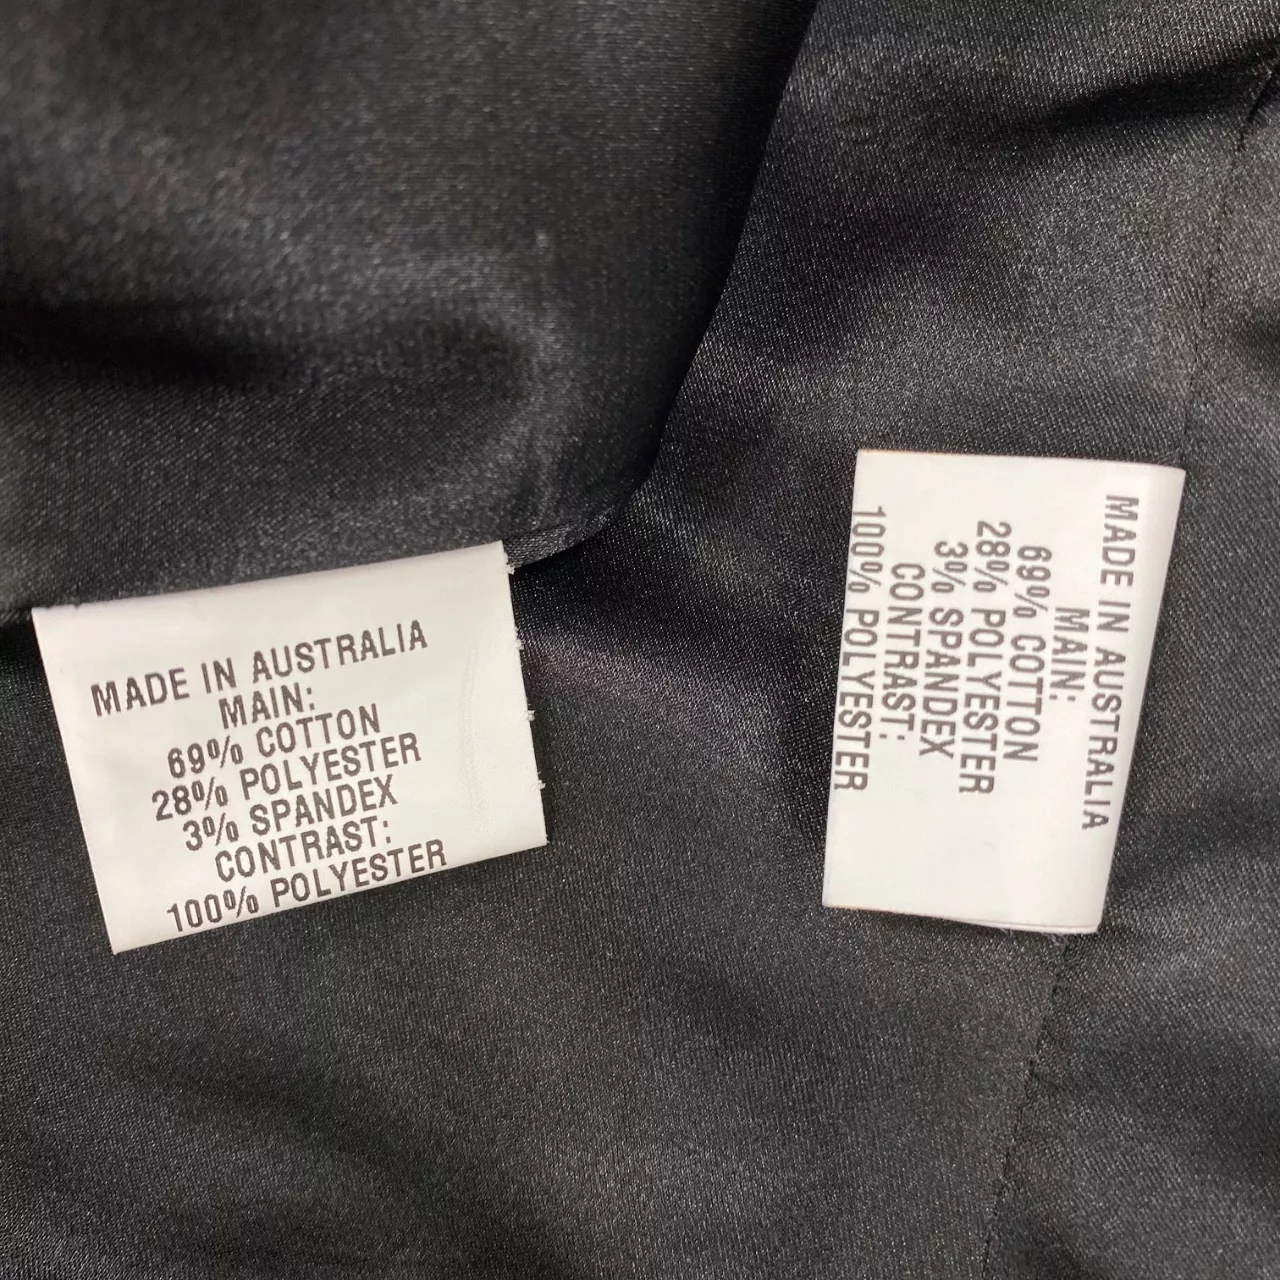 MADE IN AUSTRALIA
MAIN:
69% COTTON
28% POLYESTER
3% SPANDEX
CONTRAST:
100% POLYESTER
MADE IN AUSTRALIA
MAIN:
69% COTTON
28% POLYESTER
3% SPANDEX
CONTRAST:
100% POLYESTER